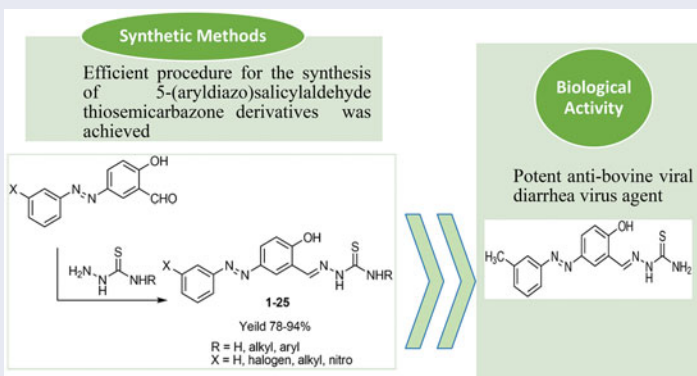 Synthetic Methods
Efficient procedure for the synthesis
of 5-(aryldiazo)salicylaldehyde
thiosemicarbazone derivatives was
achieved
OH
X
N=N
CHO
S
H₂N
N
H
NHR
OH
X
N=N
N
N
H
S
NHR
1-25
Yeild 78-94%
R = H, alkyl, aryl
X = H, halogen, alkyl, nitro
Biological
Activity
Potent anti-bovine viral
diarrhea virus agent
OH
H₃C
N=N
N
N
H
S
NH₂